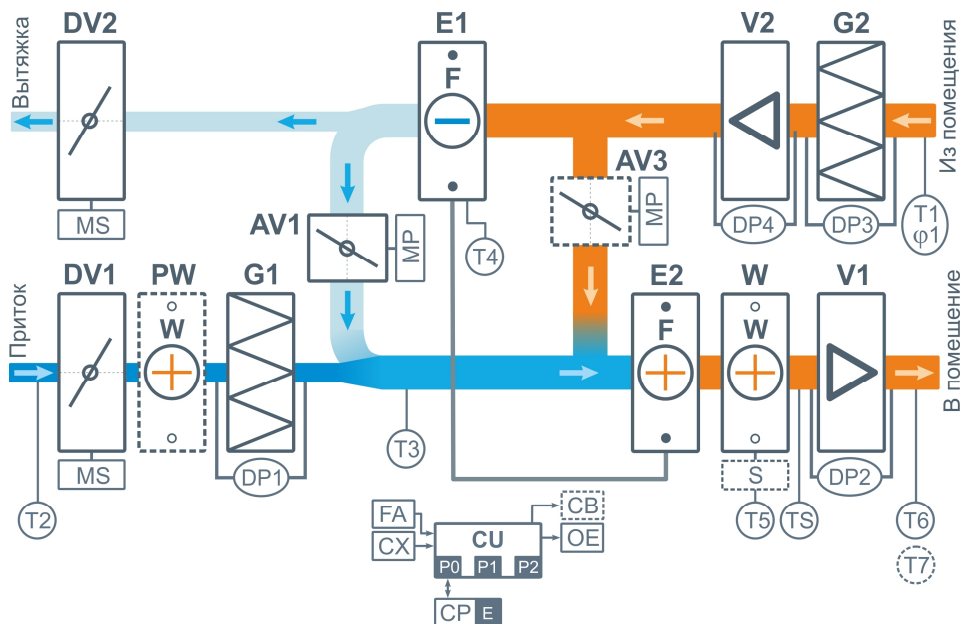 DV2
E1
V2
G2
Вытяжка
F
Из помещения
AV3
MP
MS
AV1
MP
T4
DP4
DP3
T1
φ1
DV1
PW
G1
E2
W
V1
Приток
W
F
W
В помещение
T3
MS
DP1
S
DP2
T2
T5
TS
T6
T7
FA
CX
CU
CB
OE
P0
P1
P2
CP
E